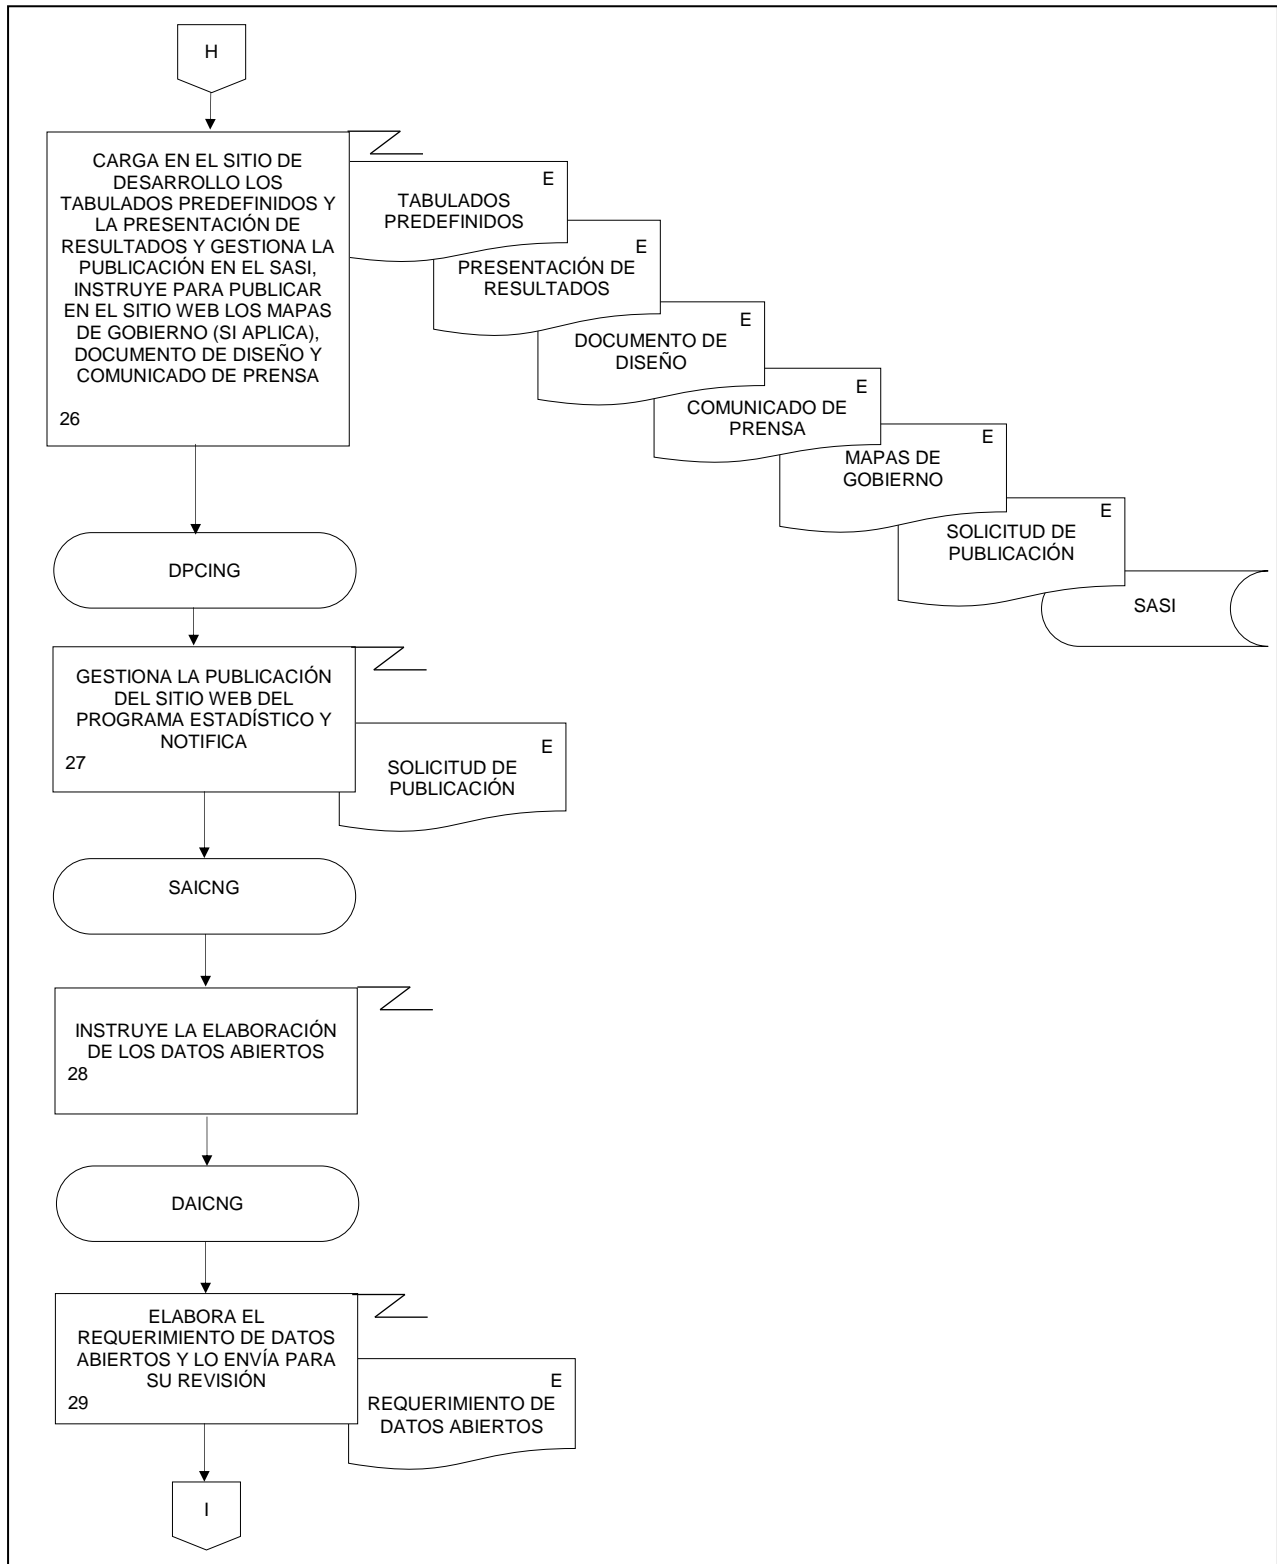 H
CARGA EN EL SITIO DE
DESARROLLO LOS
TABULADOS PREDEFINIDOS Y
LA PRESENTACIÓN DE
RESULTADOS Y GESTIONA LA
PUBLICACIÓN EN EL SASI,
INSTRUYE PARA PUBLICAR
EN EL SITIO WEB LOS MAPAS
DE GOBIERNO (SI APLICA),
DOCUMENTO DE DISEÑO Y
COMUNICADO DE PRENSA
26
E
TABULADOS
PREDEFINIDOS
E
PRESENTACIÓN DE
RESULTADOS
E
DOCUMENTO DE
DISEÑO
E
COMUNICADO DE
PRENSA
E
MAPAS DE
GOBIERNO
E
SOLICITUD DE
PUBLICACIÓN
SASI
DPCING
GESTIONA LA PUBLICACIÓN
DEL SITIO WEB DEL
PROGRAMA ESTADÍSTICO Y
NOTIFICA
27
E
SOLICITUD DE
PUBLICACIÓN
SAICNG
INSTRUYE LA ELABORACIÓN
DE LOS DATOS ABIERTOS
28
DAICNG
ELABORA EL
REQUERIMIENTO DE DATOS
ABIERTOS Y LO ENVÍA PARA
SU REVISIÓN
29
E
REQUERIMIENTO DE
DATOS ABIERTOS
I